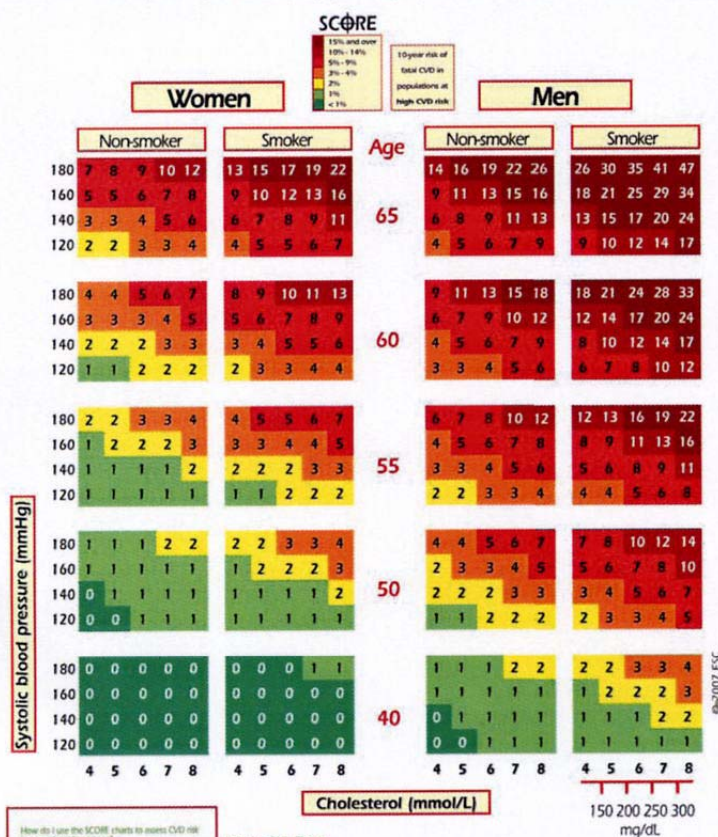 SCORE
15% and over
10% - 14%
5% - 9%
3% - 4%
2%
1%
< 1%
10-year risk of
fatal CVD in
populations at
high CVD risk
Women
Men
Non-smoker Smoker Age Non-smoker Smoker
180 7 8 9 10 12 13 15 17 19 22 14 16 19 22 26 26 30 35 41 47
160 5 5 6 7 8 9 10 12 13 16 9 11 13 15 16 18 21 25 29 34
65
140 3 3 4 5 6 6 7 8 9 11 6 8 9 11 13 13 15 17 20 24
120 2 2 3 3 4 4 5 5 6 7 4 5 6 7 9 9 10 12 14 17
180 4 4 5 6 7 8 9 10 11 13 9 11 13 15 18 18 21 24 28 33
160 3 3 3 4 5 5 6 7 8 9 6 7 9 10 12 12 14 17 20 24
60
140 2 2 2 3 3 3 4 5 5 6 4 5 6 7 9 8 10 12 14 17
120 1 1 2 2 2 2 3 3 4 4 3 3 4 5 6 6 7 8 10 12
180 2 2 3 3 4 4 5 5 6 7 6 7 8 10 12 12 13 16 19 22
160 1 2 2 2 3 3 3 4 4 5 4 5 6 7 8 8 9 11 13 16
55
140 1 1 1 1 2 2 2 2 3 3 3 3 4 5 6 5 6 8 9 11
120 1 1 1 1 1 1 1 2 2 2 2 2 3 3 4 4 4 5 6 8
180 1 1 1 2 2 2 2 3 3 4 4 4 5 6 7 7 8 10 12 14
160 1 1 1 1 1 1 2 2 2 3 2 3 3 4 5 5 6 7 8 10
50
140 0 1 1 1 1 1 1 1 1 2 2 2 2 3 3 3 4 5 6 7
120 0 0 1 1 1 1 1 1 1 1 1 1 2 2 2 2 3 3 4 5
180 0 0 0 0 0 0 0 0 1 1 1 1 1 2 2 2 2 3 3 4
160 0 0 0 0 0 0 0 0 0 0 1 1 1 1 1 1 2 2 2 3
40
140 0 0 0 0 0 0 0 0 0 0 0 1 1 1 1 1 1 1 2 2
120 0 0 0 0 0 0 0 0 0 0 0 0 1 1 1 1 1 1 1 1
4 5 6 7 8 4 5 6 7 8 4 5 6 7 8 4 5 6 7 8
Systolic blood pressure (mmHg)
Cholesterol (mmol/L)
150 200 250 300
mg/dL
©2007 ESC
How do I use the SCORE charts to assess CVD risk